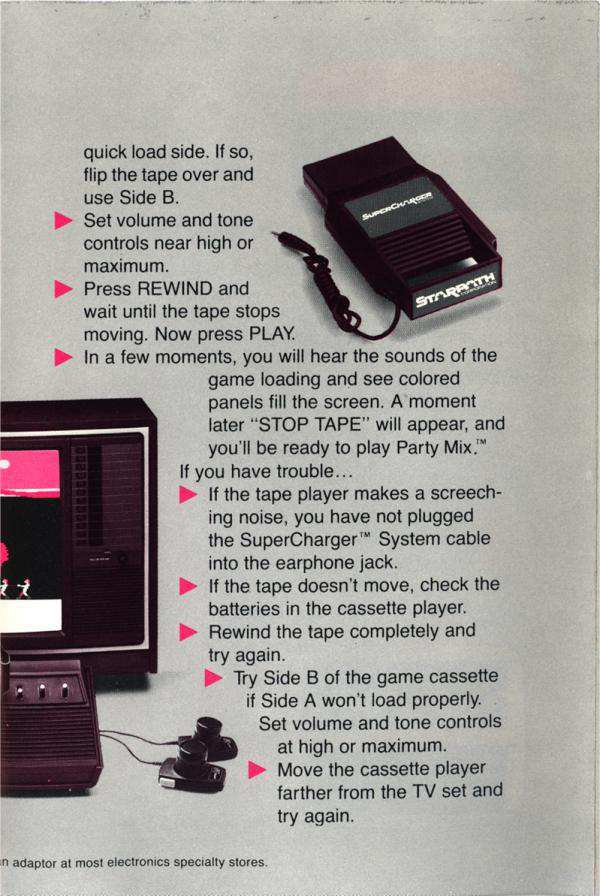 quick load side. If so,
flip the tape over and
use Side B.
Set volume and tone
controls near high or
maximum.
Press REWIND and
wait until the tape stops
moving. Now press PLAY.
In a few moments, you will hear the sounds of the
game loading and see colored
panels fill the screen. A moment
later “STOP TAPE” will appear, and
you'll be ready to play Party Mix.™
If you have trouble...
If the tape player makes a screech-
ing noise, you have not plugged
the SuperCharger™ System cable
into the earphone jack.
If the tape doesn't move, check the
batteries in the cassette player.
Rewind the tape completely and
try again.
Try Side B of the game cassette
if Side A won't load properly.
Set volume and tone controls
at high or maximum.
Move the cassette player
farther from the TV set and
try again.
n adaptor at most electronics specialty stores.
SUPERCHARGER
STARPATH
CORPORATION